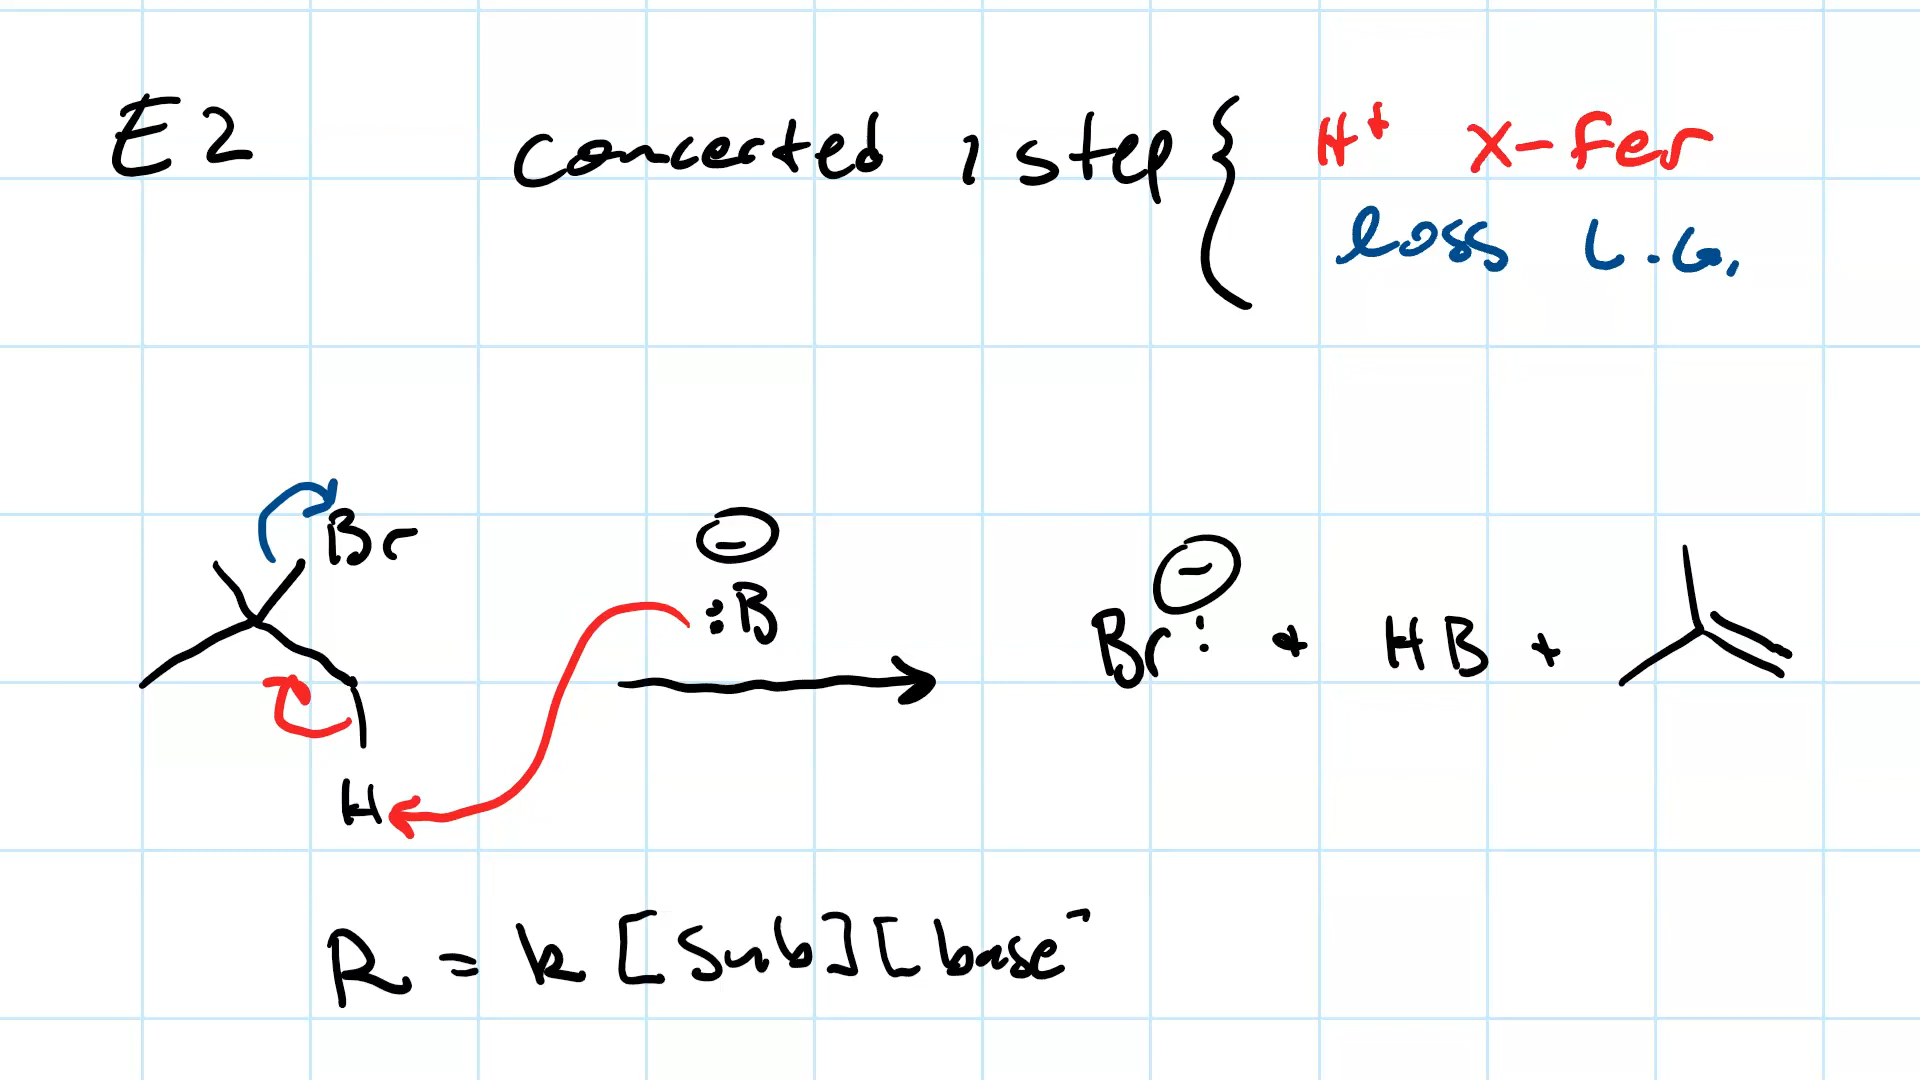 E2 concerted 1 step { H⁺ x-fer
loss L.G.
Br
⊖
:B
⊖
Br: + HB +
H
R = k [Sub][base